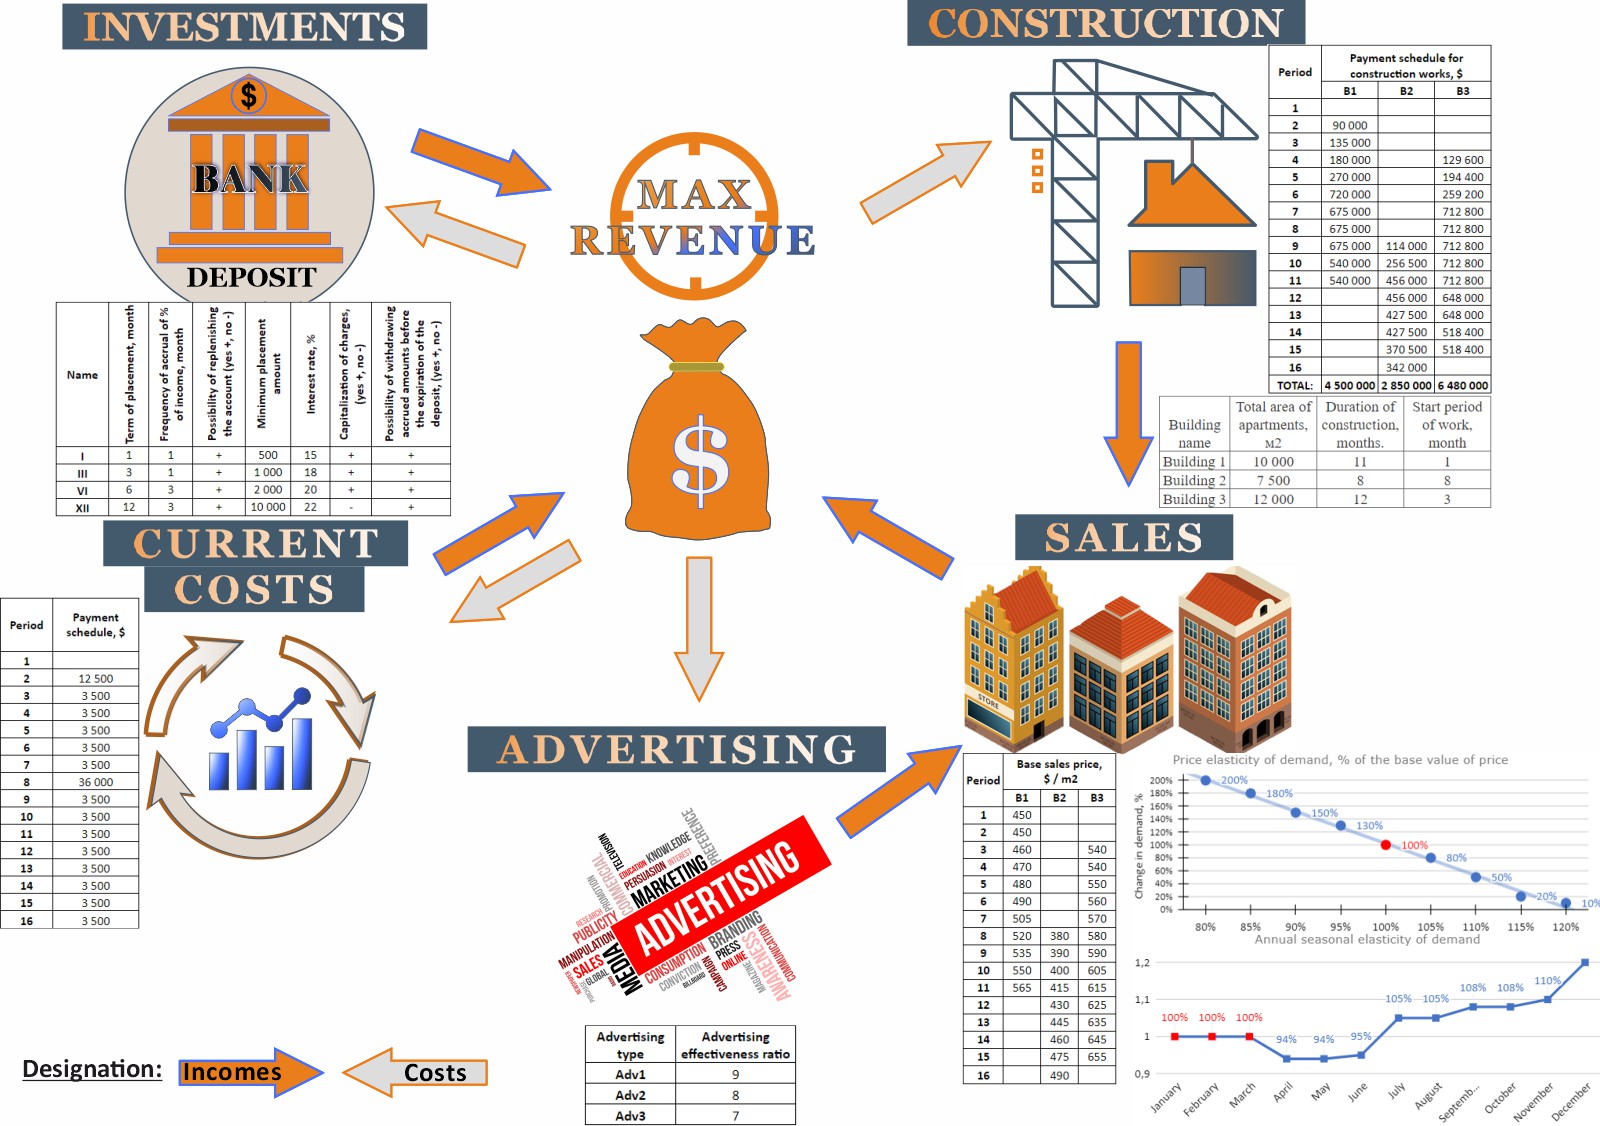 INVESTMENTS
$
BANK
DEPOSIT
Name
Term of placement, month
Frequency of accrual of %
of income, month
Possibility of replenishing
the account (yes +, no -)
Minimum placement
amount
Interest rate, %
Capitalization of charges,
(yes +, no -)
Possibility of withdrawing
accrued amounts before
the expiration of the
deposit, (yes +, no -)
I 1 1 + 500 15 + +
III 3 1 + 1 000 18 + +
VI 6 3 + 2 000 20 + +
XII 12 3 + 10 000 22 - +
MAX
REVENUE
$
CONSTRUCTION
Period
Payment schedule for
construction works, $
B1 B2 B3
1
2 90 000
3 135 000
4 180 000 129 600
5 270 000 194 400
6 720 000 259 200
7 675 000 712 800
8 675 000 712 800
9 675 000 114 000 712 800
10 540 000 256 500 712 800
11 540 000 456 000 712 800
12 456 000 648 000
13 427 500 648 000
14 427 500 518 400
15 370 500 518 400
16 342 000
TOTAL: 4 500 000 2 850 000 6 480 000
Building
name
Total area of
apartments,
м2
Duration of
construction,
months.
Start period
of work,
month
Building 1 10 000 11 1
Building 2 7 500 8 8
Building 3 12 000 12 3
CURRENT
COSTS
Period
Payment
schedule, $
1
2 12 500
3 3 500
4 3 500
5 3 500
6 3 500
7 3 500
8 36 000
9 3 500
10 3 500
11 3 500
12 3 500
13 3 500
14 3 500
15 3 500
16 3 500
ADVERTISING
TELEVISION
PREFERENCE
EDUCATION
KNOWLEDGE
PERSUASION
INTEREST
COMMERCIAL
PROMOTION
MARKETING
ADVERTISING
RESEARCH
PUBLICITY
MANIPULATION
SALES
GLOBAL
MEDIA
NEWSPAPER
PURCHASE
CONSUMPTION
CONVICTION
BILLBOARD
CAMPAIGN
BRANDING
PRESS
ONLINE
MAGAZINE
AWARENESS
COMMUNICATION
Advertising
type
Advertising
effectiveness ratio
Adv1 9
Adv2 8
Adv3 7
SALES
STORE
Period
Base sales price,
$ / m2
B1 B2 B3
1 450
2 450
3 460 540
4 470 540
5 480 550
6 490 560
7 505 570
8 520 380 580
9 535 390 590
10 550 400 605
11 565 415 615
12 430 625
13 445 635
14 460 645
15 475 655
16 490
Price elasticity of demand, % of the base value of price
Change in demand, %
200%
180%
160%
140%
120%
100%
80%
60%
40%
20%
0%
200%
180%
150%
130%
100%
80%
50%
20%
10%
80% 85% 90% 95% 100% 105% 110% 115% 120%
Annual seasonal elasticity of demand
1,2
1,1
1
0,9
100% 100% 100% 94% 94% 95% 105% 105% 108% 108% 110%
January
February
March
April
May
June
July
August
Septemb...
October
November
December
Designation:
Incomes
Costs